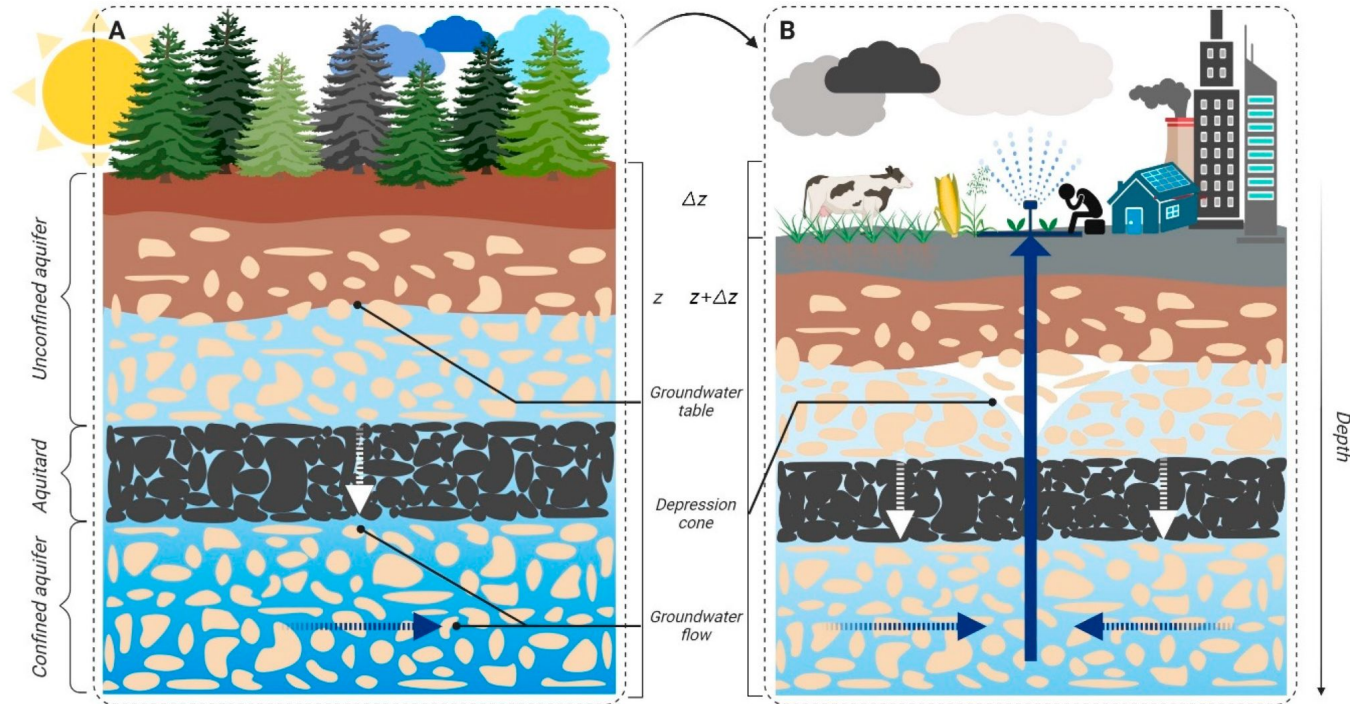 A
B
Unconfined aquifer
Aquitard
Confined aquifer
Δz
z
z+Δz
Groundwater
table
Depression
cone
Groundwater
flow
Depth